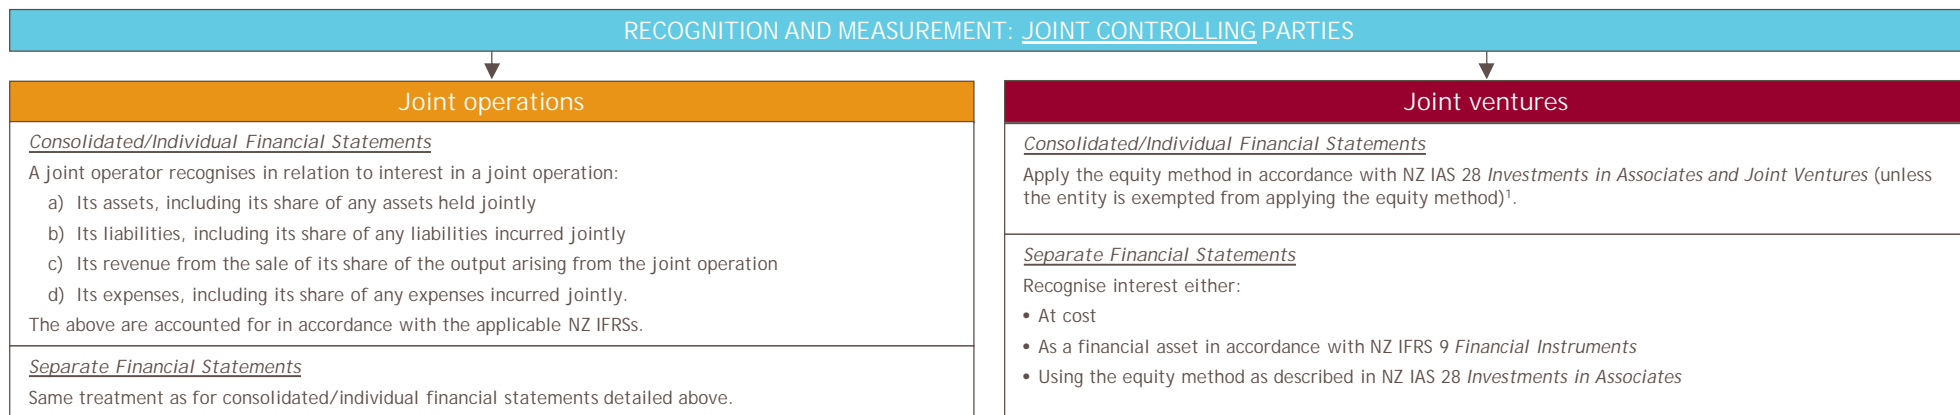 RECOGNITION AND MEASUREMENT: JOINT CONTROLLING PARTIES
Joint operations
Consolidated/Individual Financial Statements
A joint operator recognises in relation to interest in a joint operation:
a) Its assets, including its share of any assets held jointly
b) Its liabilities, including its share of any liabilities incurred jointly
c) Its revenue from the sale of its share of the output arising from the joint operation
d) Its expenses, including its share of any expenses incurred jointly.
The above are accounted for in accordance with the applicable NZ IFRSs.
Separate Financial Statements
Same treatment as for consolidated/individual financial statements detailed above.
Joint ventures
Consolidated/Individual Financial Statements
Apply the equity method in accordance with NZ IAS 28 Investments in Associates and Joint Ventures (unless
the entity is exempted from applying the equity method)¹.
Separate Financial Statements
Recognise interest either:
• At cost
• As a financial asset in accordance with NZ IFRS 9 Financial Instruments
• Using the equity method as described in NZ IAS 28 Investments in Associates